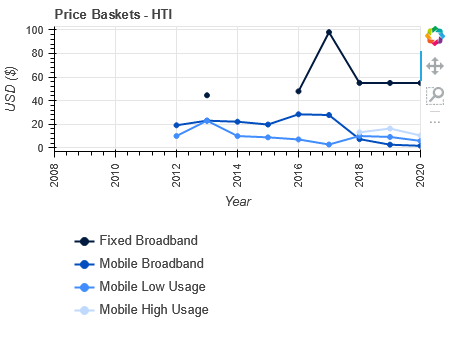 Price Baskets - HTI
USD ($)
100
80
60
40
20
0
2008
2010
2012
2014
2016
2018
2020
Year
Fixed Broadband
Mobile Broadband
Mobile Low Usage
Mobile High Usage